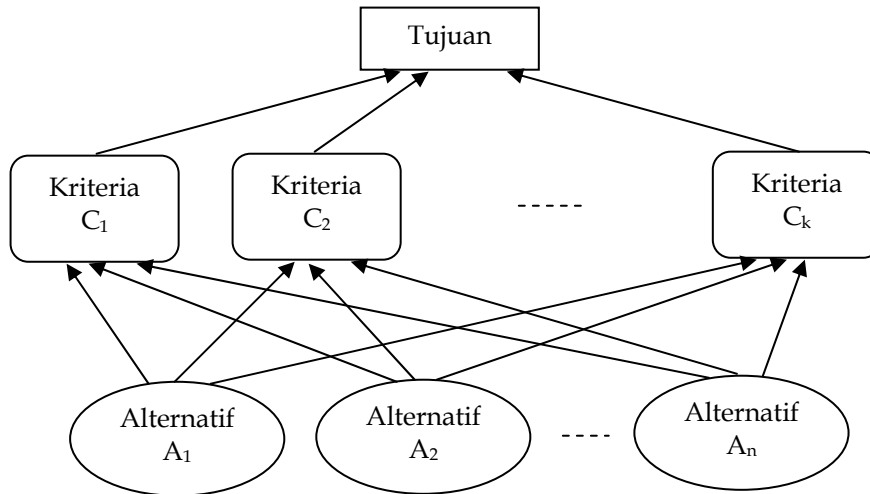 Tujuan
Kriteria
C₁
Kriteria
C₂
Kriteria
Cₖ
Alternatif
A₁
Alternatif
A₂
Alternatif
Aₙ